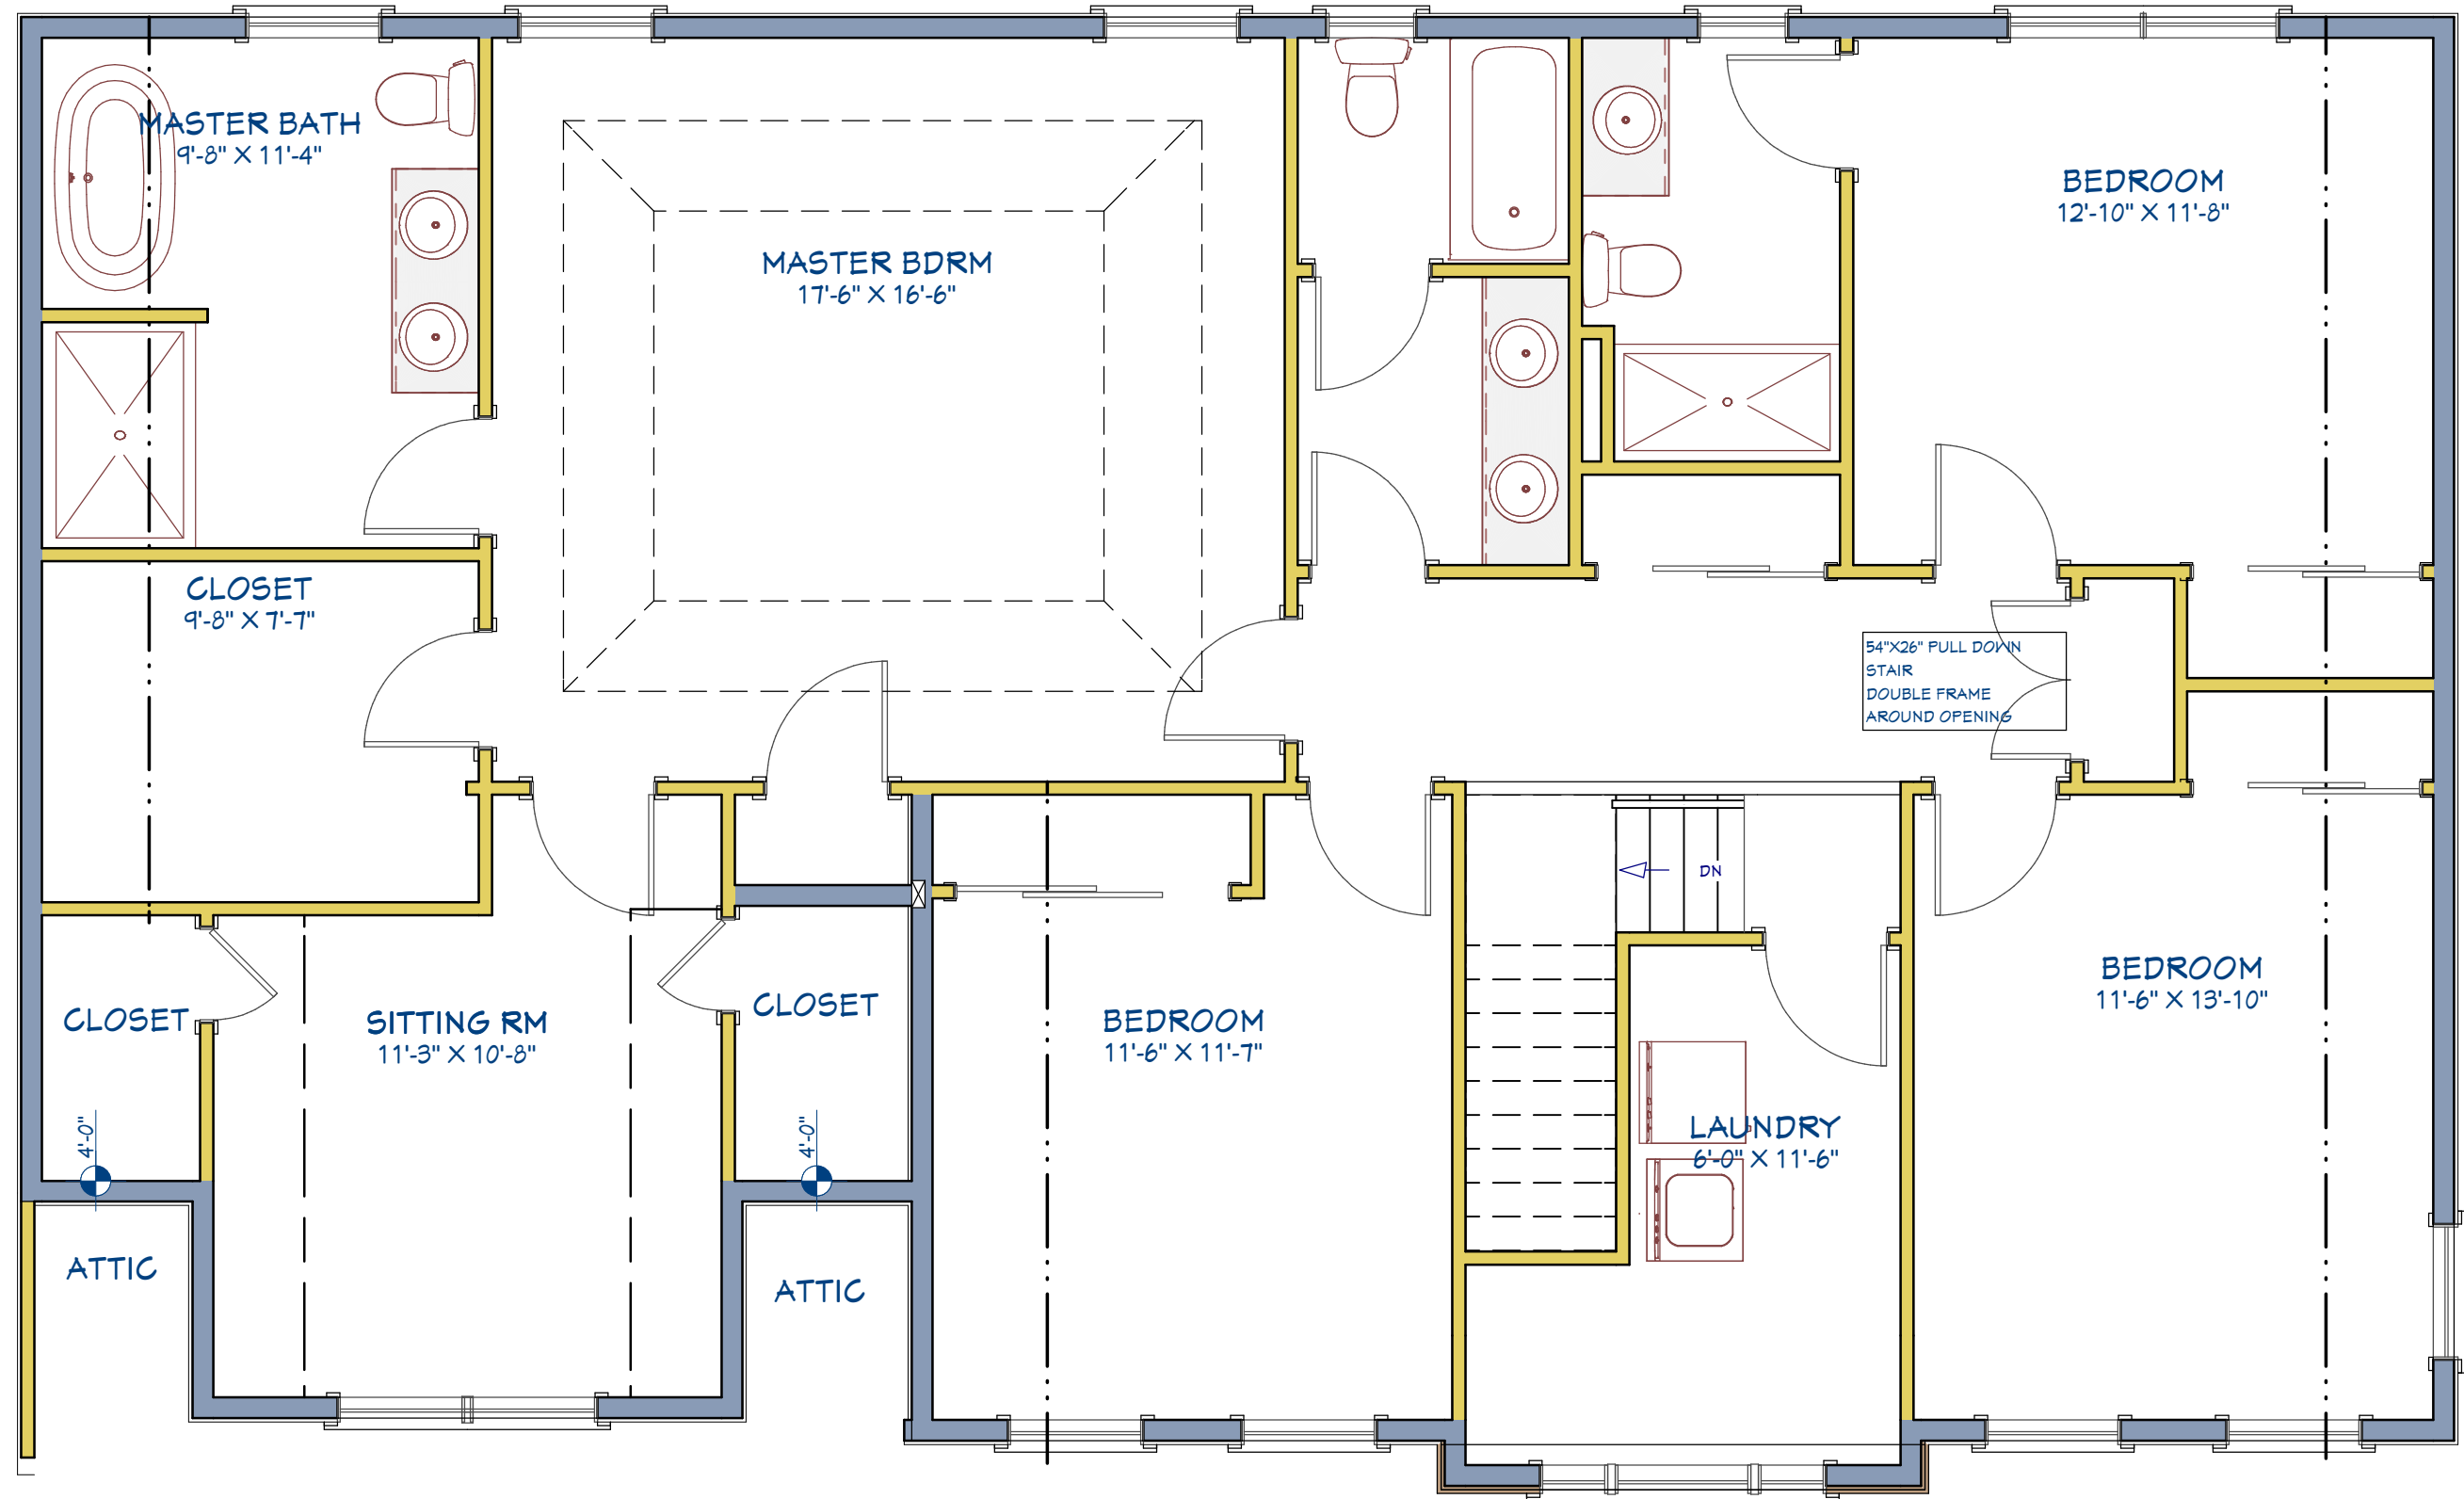 MASTER BATH
9'-8" X 11'-4"
MASTER BDRM
17'-6" X 16'-6"
BEDROOM
12'-10" X 11'-8"
CLOSET
9'-8" X 7'-7"
54"X26" PULL DOWN
STAIR
DOUBLE FRAME
AROUND OPENING
DN
CLOSET
SITTING RM
11'-3" X 10'-8"
CLOSET
BEDROOM
11'-6" X 11'-7"
BEDROOM
11'-6" X 13'-10"
LAUNDRY
6'-0" X 11'-6"
4'-0"
4'-0"
ATTIC
ATTIC